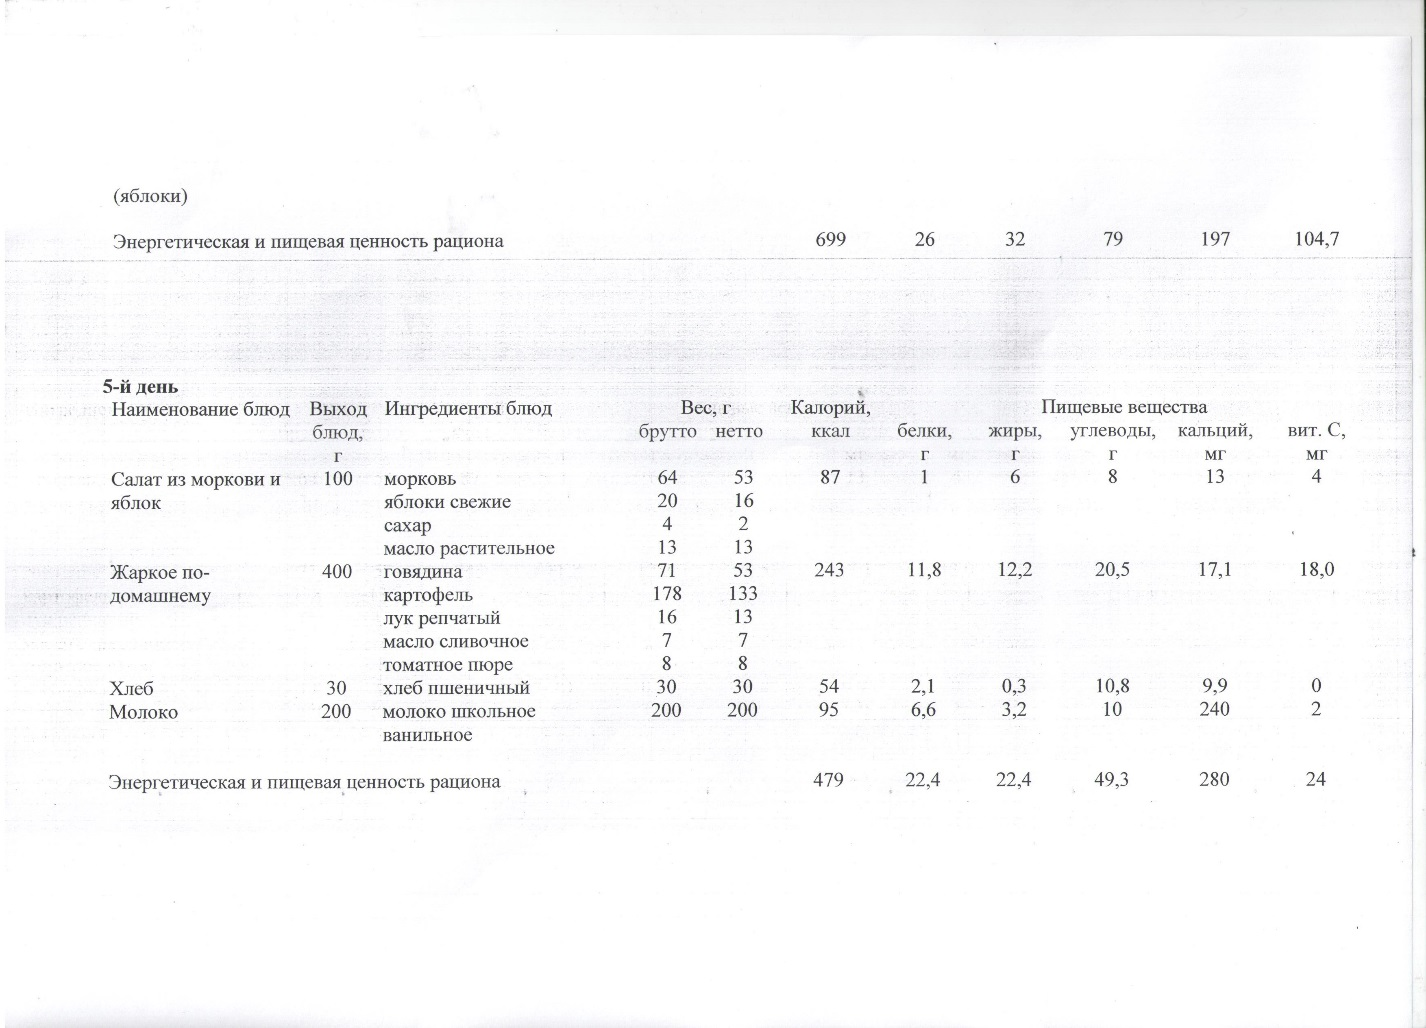 (яблоки)
Энергетическая и пищевая ценность рациона 699 26 32 79 197 104,7
5-й день
Наименование блюд Выход Ингредиенты блюд Вес, г Калорий, Пищевые вещества
блюд, брутто нетто ккал белки, жиры, углеводы, кальций, вит. С,
г г г г мг мг
Салат из моркови и 100 морковь 64 53 87 1 6 8 13 4
яблок яблоки свежие 20 16
сахар 4 2
масло растительное 13 13
Жаркое по- 400 говядина 71 53 243 11,8 12,2 20,5 17,1 18,0
домашнему картофель 178 133
лук репчатый 16 13
масло сливочное 7 7
томатное пюре 8 8
Хлеб 30 хлеб пшеничный 30 30 54 2,1 0,3 10,8 9,9 0
Молоко 200 молоко школьное 200 200 95 6,6 3,2 10 240 2
ванильное
Энергетическая и пищевая ценность рациона 479 22,4 22,4 49,3 280 24